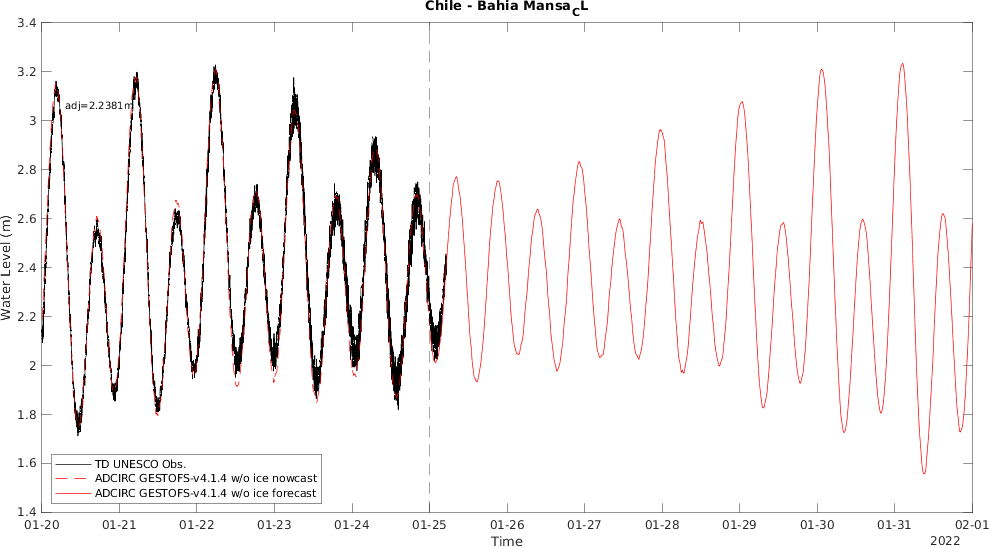 Chile - Bahia Mansa_CL
3.4
3.2
3
2.8
2.6
2.4
2.2
2
1.8
1.6
1.4
Water Level (m)
adj=2.2381m
TD UNESCO Obs.
ADCIRC GESTOFS-v4.1.4 w/o ice nowcast
ADCIRC GESTOFS-v4.1.4 w/o ice forecast
01-20 01-21 01-22 01-23 01-24 01-25 01-26 01-27 01-28 01-29 01-30 01-31 02-01
Time
2022